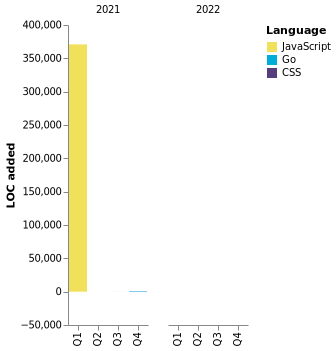 2021 2022
Language
JavaScript
Go
CSS
LOC added
400,000
350,000
300,000
250,000
200,000
150,000
100,000
50,000
0
−50,000
Q1 Q2 Q3 Q4 Q1 Q2 Q3 Q4